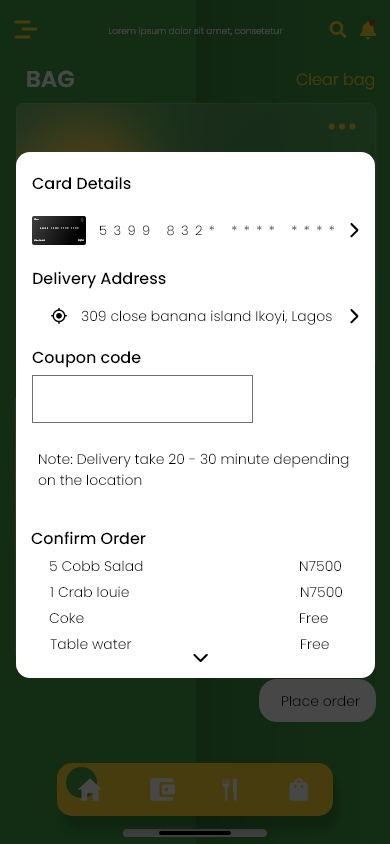 Lorem ipsum dolor sit amet, consetetur
BAG
Clear bag
Card Details
5399 832* **** ****
Delivery Address
309 close banana island Ikoyi, Lagos
Coupon code
Note: Delivery take 20 - 30 minute depending
on the location
Confirm Order
5 Cobb Salad N7500
1 Crab louie N7500
Coke Free
Table water Free
Place order